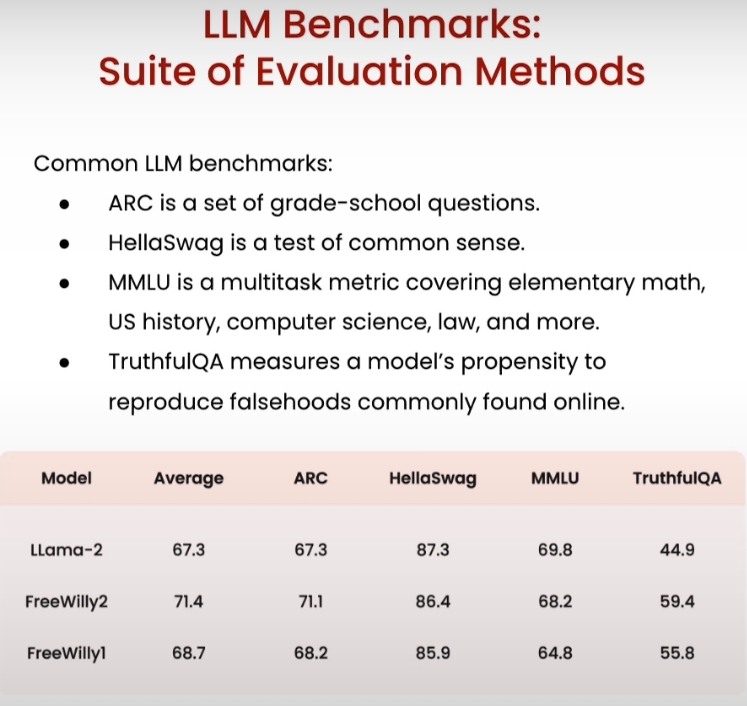 LLM Benchmarks:
Suite of Evaluation Methods
Common LLM benchmarks:
● ARC is a set of grade-school questions.
● HellaSwag is a test of common sense.
● MMLU is a multitask metric covering elementary math,
US history, computer science, law, and more.
● TruthfulQA measures a model's propensity to
reproduce falsehoods commonly found online.
Model Average ARC HellaSwag MMLU TruthfulQA
LLama-2 67.3 67.3 87.3 69.8 44.9
FreeWilly2 71.4 71.1 86.4 68.2 59.4
FreeWilly1 68.7 68.2 85.9 64.8 55.8